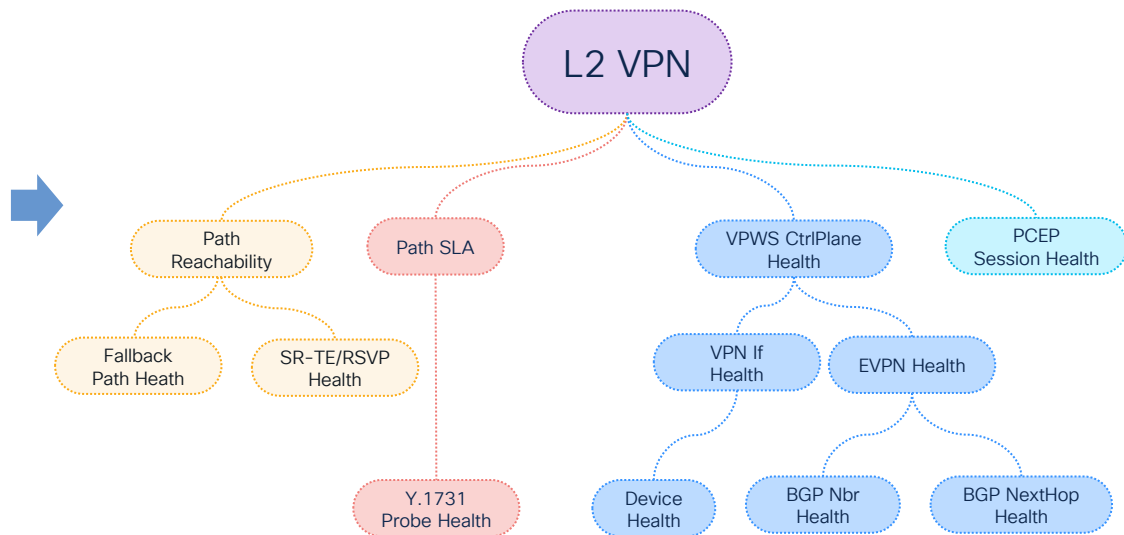 L2 VPN
Path
Reachability
Path SLA
VPWS CtrlPlane
Health
PCEP
Session Health
Fallback
Path Heath
SR-TE/RSVP
Health
VPN If
Health
EVPN Health
Y.1731
Probe Health
Device
Health
BGP Nbr
Health
BGP NextHop
Health